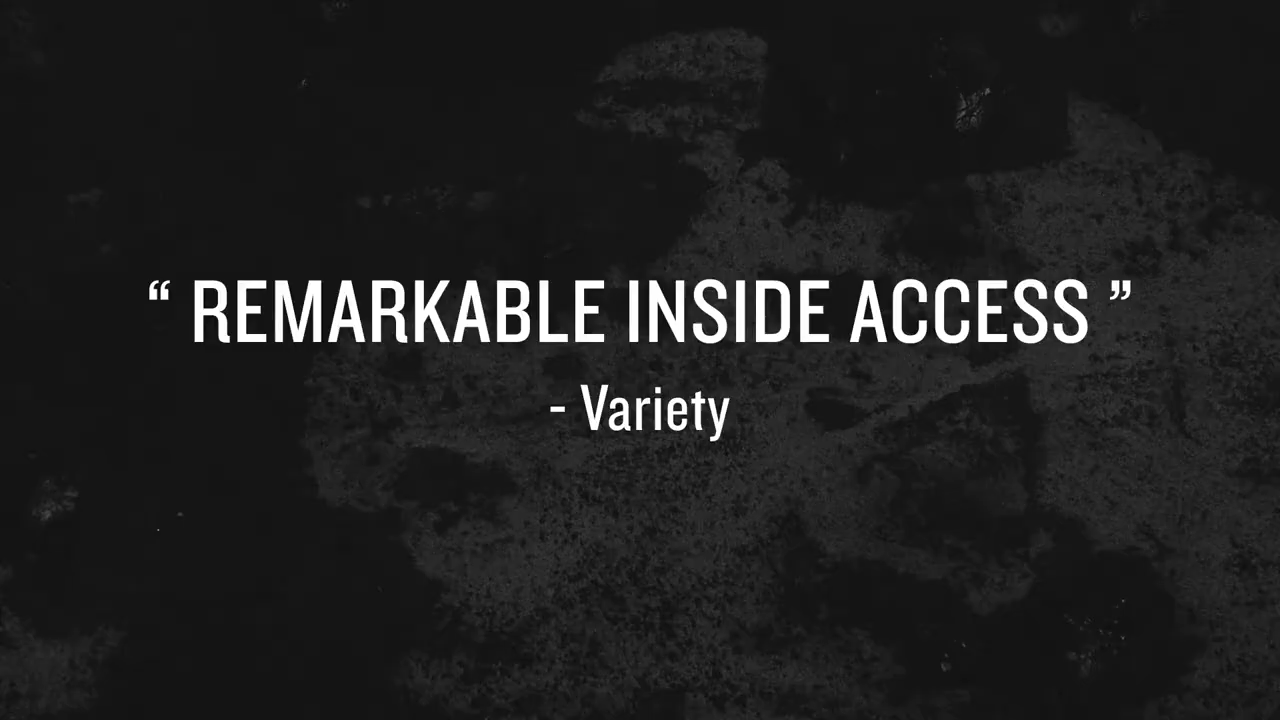 “ REMARKABLE INSIDE ACCESS ”
- Variety